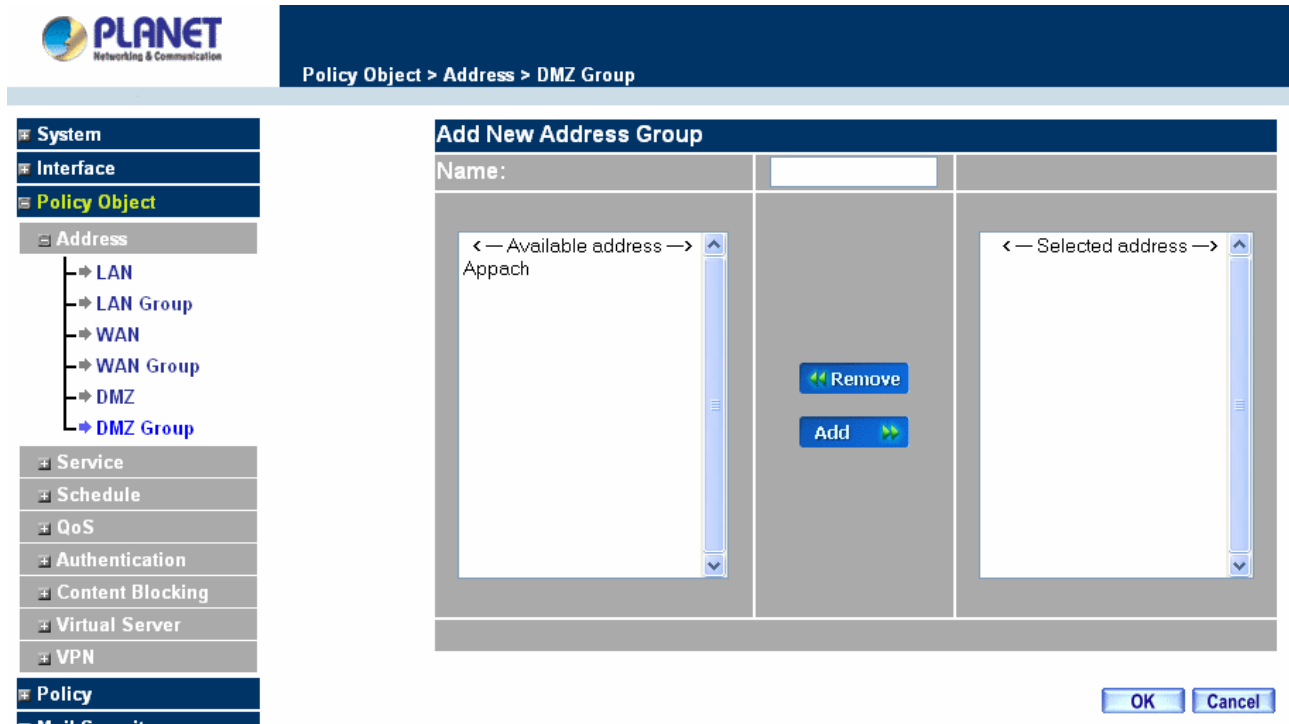 PLANET
Networking & Communication
Policy Object > Address > DMZ Group
System
Interface
Policy Object
Address
LAN
LAN Group
WAN
WAN Group
DMZ
DMZ Group
Service
Schedule
QoS
Authentication
Content Blocking
Virtual Server
VPN
Policy
Add New Address Group
Name:
<— Available address —>
Appach
Remove
Add
<— Selected address —>
OK
Cancel